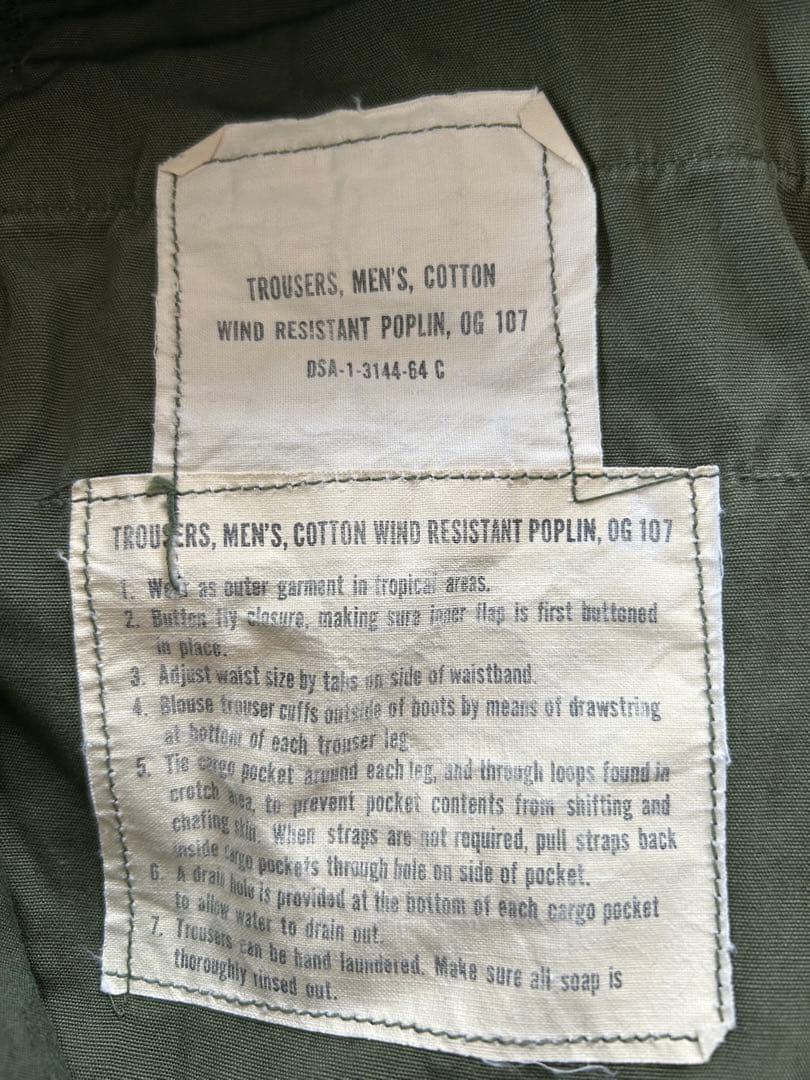 TROUSERS, MEN'S, COTTON
WIND RESISTANT POPLIN, OG 107
DSA-1-3144-64 C
TROUSERS, MEN'S, COTTON WIND RESISTANT POPLIN, OG 107
1. Wear as outer garment in tropical areas.
2. Button fly closure, making sure inner flap is first buttoned
in place.
3. Adjust waist size by tabs on side of waistband.
4. Blouse trouser cuffs outside of boots by means of drawstring
at bottom of each trouser leg
5. Tie cargo pocket around each leg, and through loops found in
crotch area, to prevent pocket contents from shifting and
chafing skin. When straps are not required, pull straps back
inside cargo pockets through hole on side of pocket.
6. A drain hole is provided at the bottom of each cargo pocket
to allow water to drain out.
7. Trousers can be hand laundered. Make sure all soap is
thoroughly rinsed out.